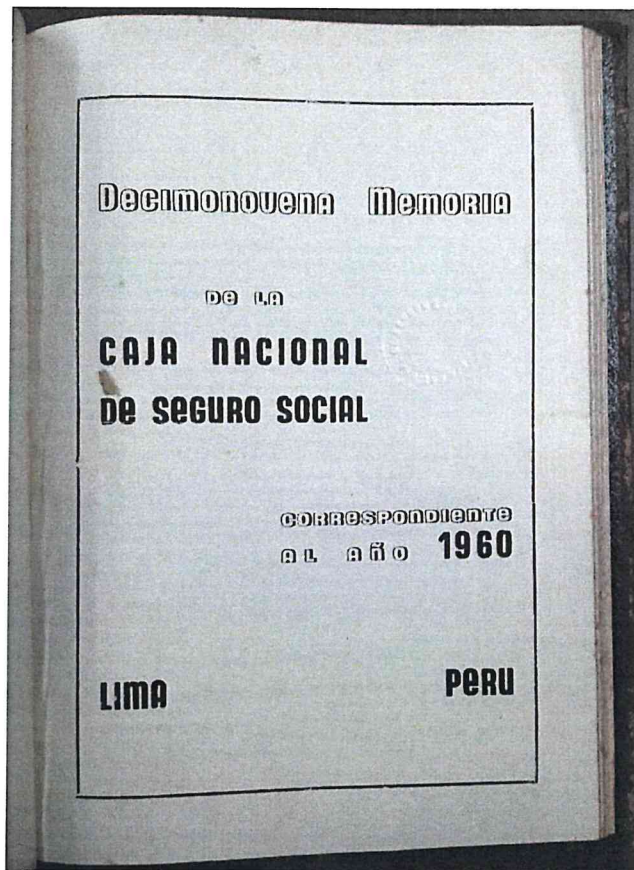 Decimonovena Memoria
DE LA
CAJA NACIONAL
DE SEGURO SOCIAL
CORRESPONDIENTE
AL AÑO 1960
LIMA PERU